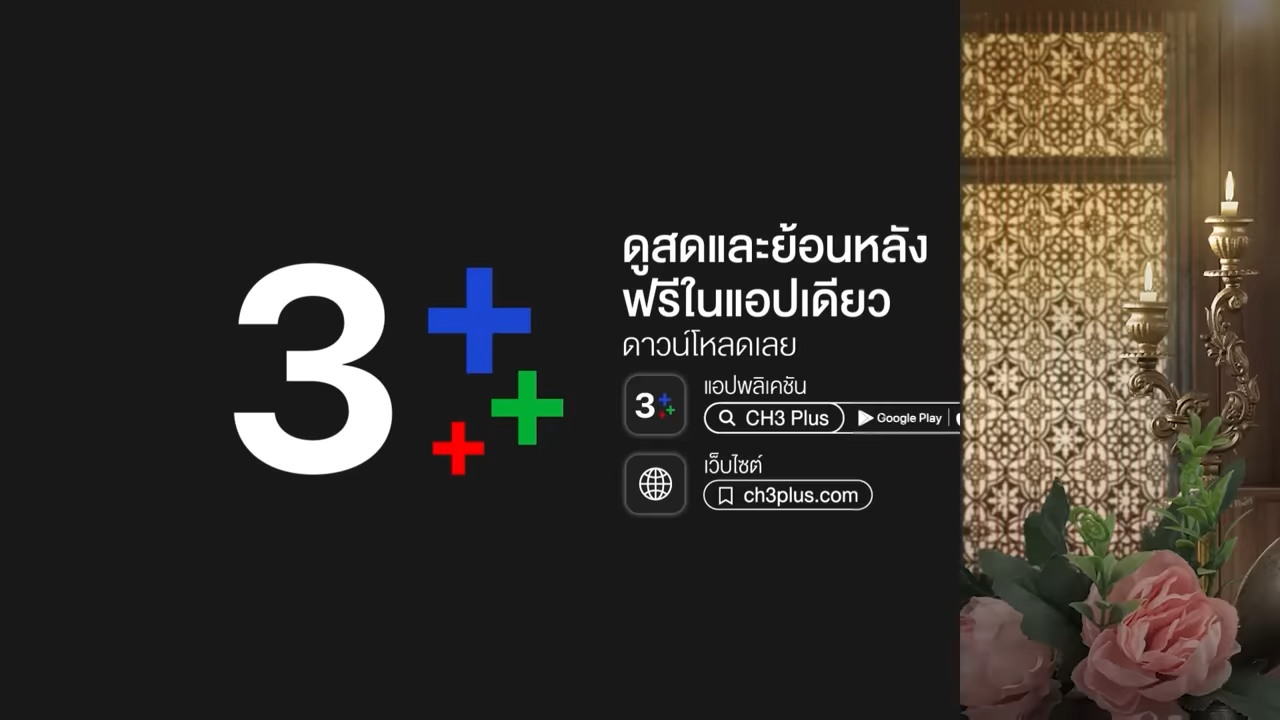 3
ดูสดและย้อนหลัง
ฟรีในแอปเดียว
ดาวน์โหลดเลย
3
แอปพลิเคชัน
CH3 Plus
Google Play
เว็บไซต์
ch3plus.com